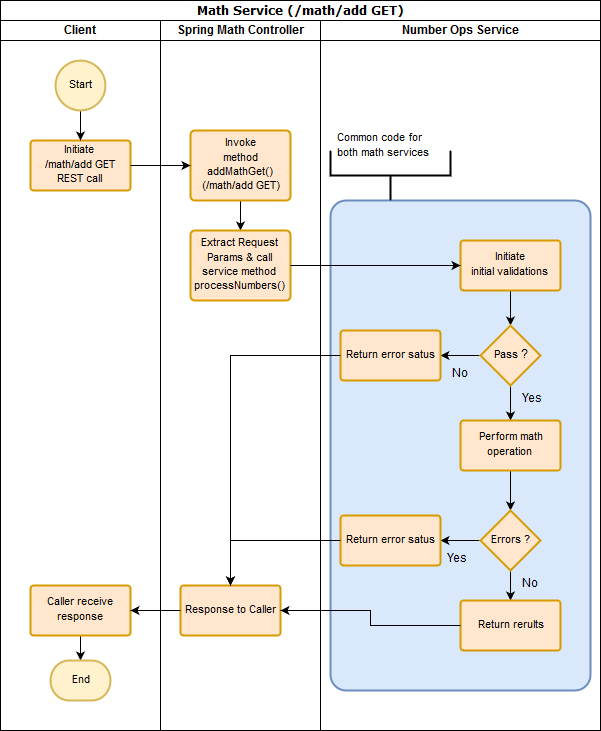 Math Service (/math/add GET)
Client
Spring Math Controller
Number Ops Service
Start
Initiate
/math/add GET
REST call
Invoke
method
addMathGet()
(/math/add GET)
Extract Request
Params & call
service method
processNumbers()
Common code for
both math services
Initiate
initial validations
Pass ?
No
Return error satus
Yes
Perform math
operation
Errors ?
Yes
Return error satus
No
Return rerults
Response to Caller
Caller receive
response
End